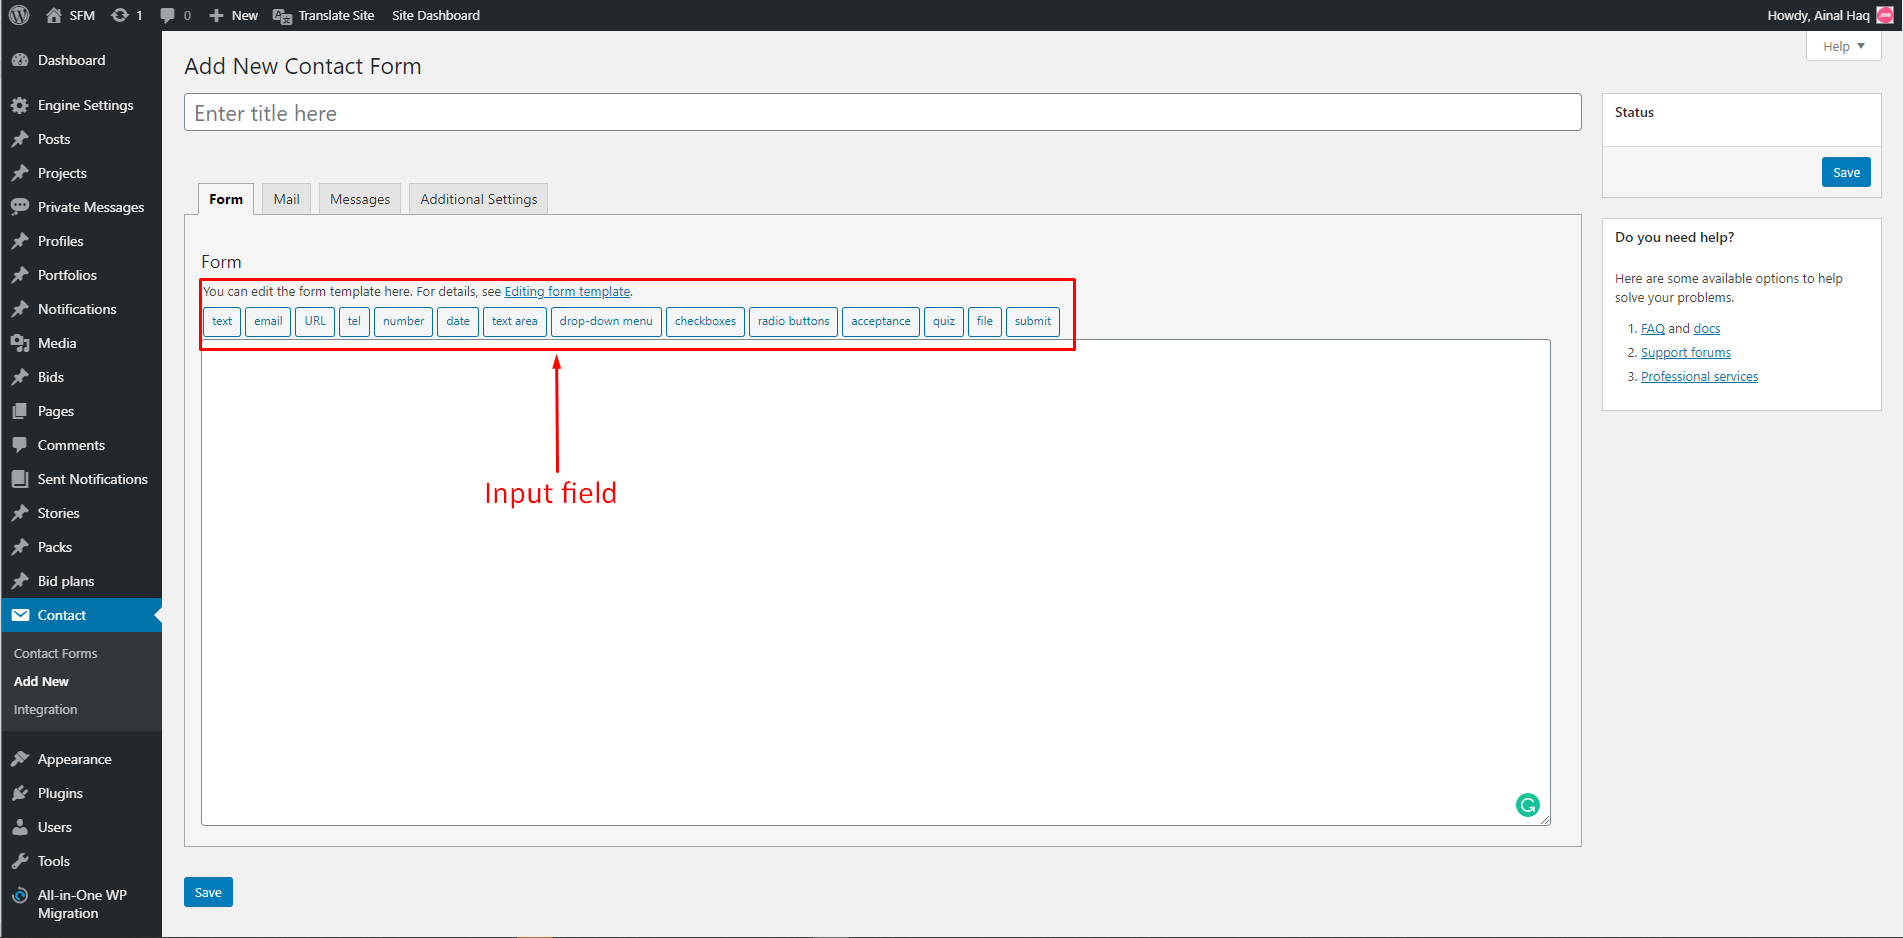 SFM 1 0 New Translate Site Site Dashboard Howdy, Ainal Haq
Help
Dashboard
Engine Settings
Posts
Projects
Private Messages
Profiles
Portfolios
Notifications
Media
Bids
Pages
Comments
Sent Notifications
Stories
Packs
Bid plans
Contact
Contact Forms
Add New
Integration
Appearance
Plugins
Users
Tools
All-in-One WP
Migration
Add New Contact Form
Enter title here
Form Mail Messages Additional Settings
Form
You can edit the form template here. For details, see Editing form template.
text email URL tel number date text area drop-down menu checkboxes radio buttons acceptance quiz file submit
Input field
Save
Status
Save
Do you need help?
Here are some available options to help
solve your problems.
1. FAQ and docs
2. Support forums
3. Professional services